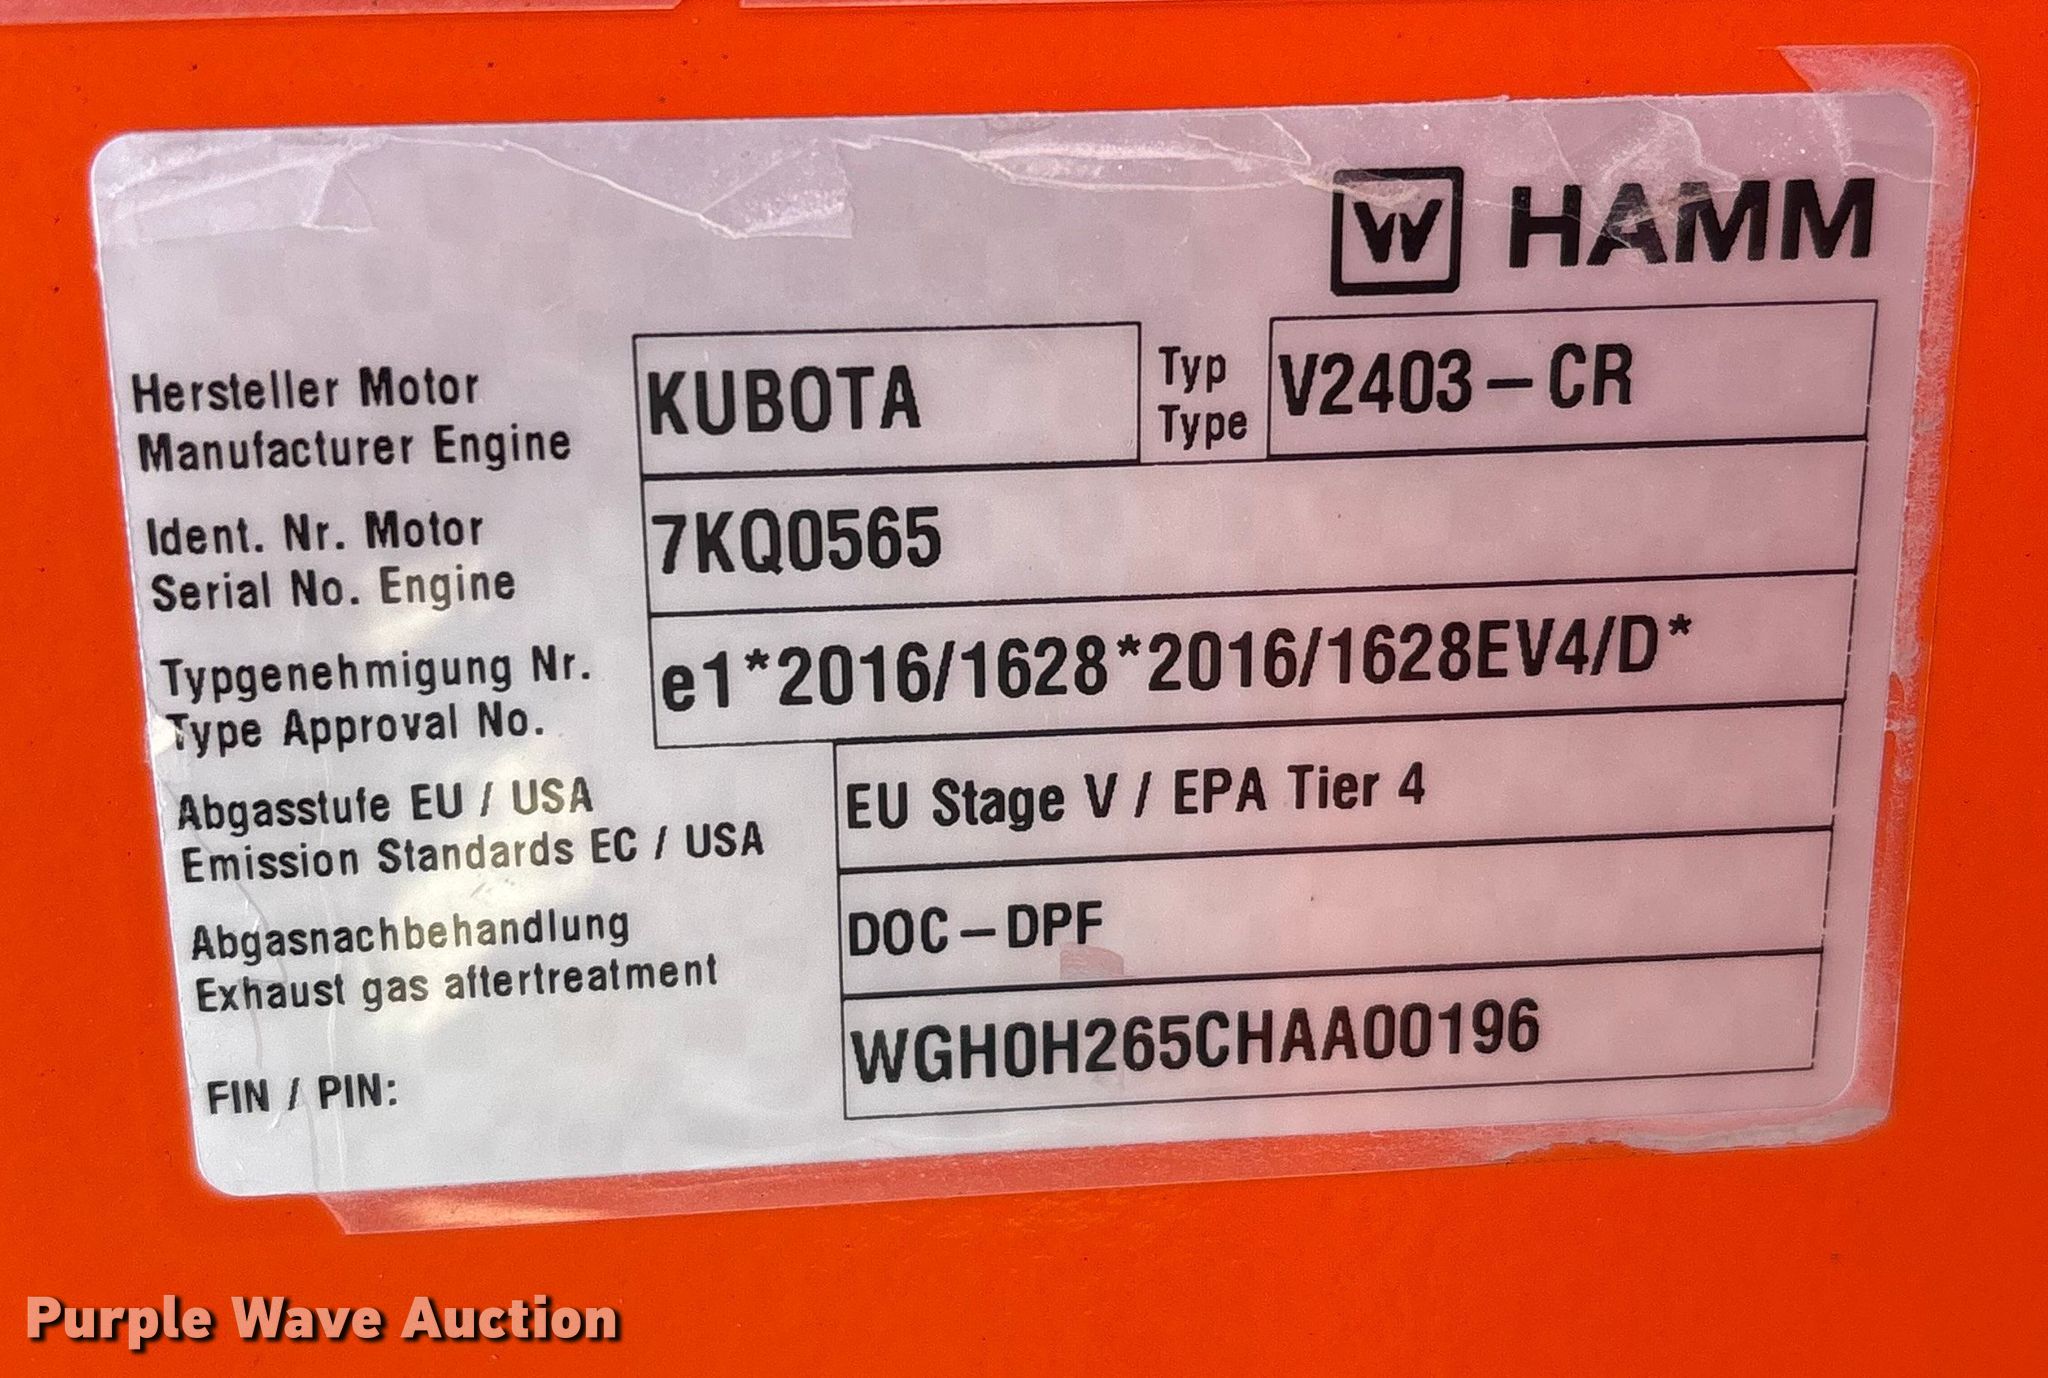 W HAMM
Hersteller Motor
Manufacturer Engine
KUBOTA
Typ
Type
V2403-CR
Ident. Nr. Motor
Serial No. Engine
7KQ0565
Typgenehmigung Nr.
Type Approval No.
e1*2016/1628*2016/1628EV4/D*
Abgasstufe EU / USA
Emission Standards EC / USA
EU Stage V / EPA Tier 4
Abgasnachbehandlung
Exhaust gas aftertreatment
DOC-DPF
FIN / PIN:
WGH0H265CHAA00196
Purple Wave Auction